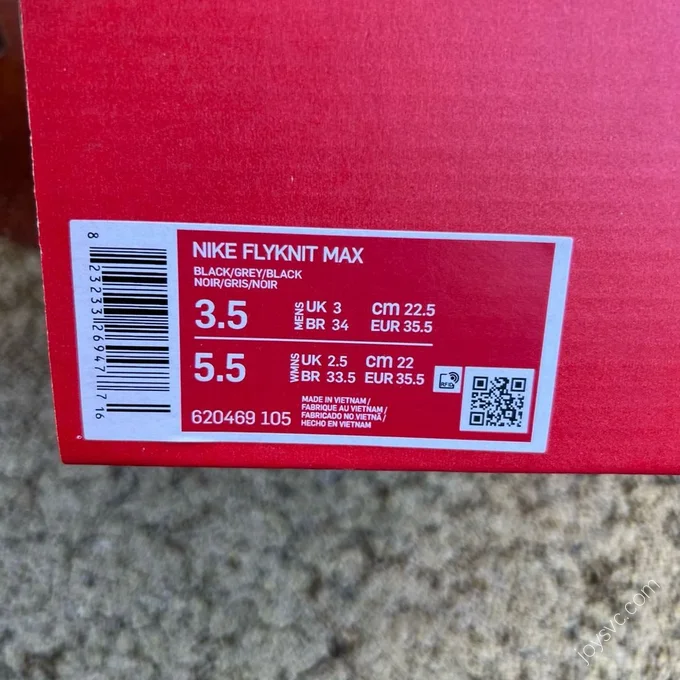 8 23233 26947 7 16
NIKE FLYKNIT MAX
BLACK/GREY/BLACK
NOIR/GRIS/NOIR
3.5 MENS UK 3 cm 22.5
BR 34 EUR 35.5
5.5 WMNS UK 2.5 cm 22
BR 33.5 EUR 35.5
RFID
620469 105
MADE IN VIETNAM /
FABRIQUE AU VIETNAM /
FABRICADO NO VIETNÃ /
HECHO EN VIETNAM
joysvc.com